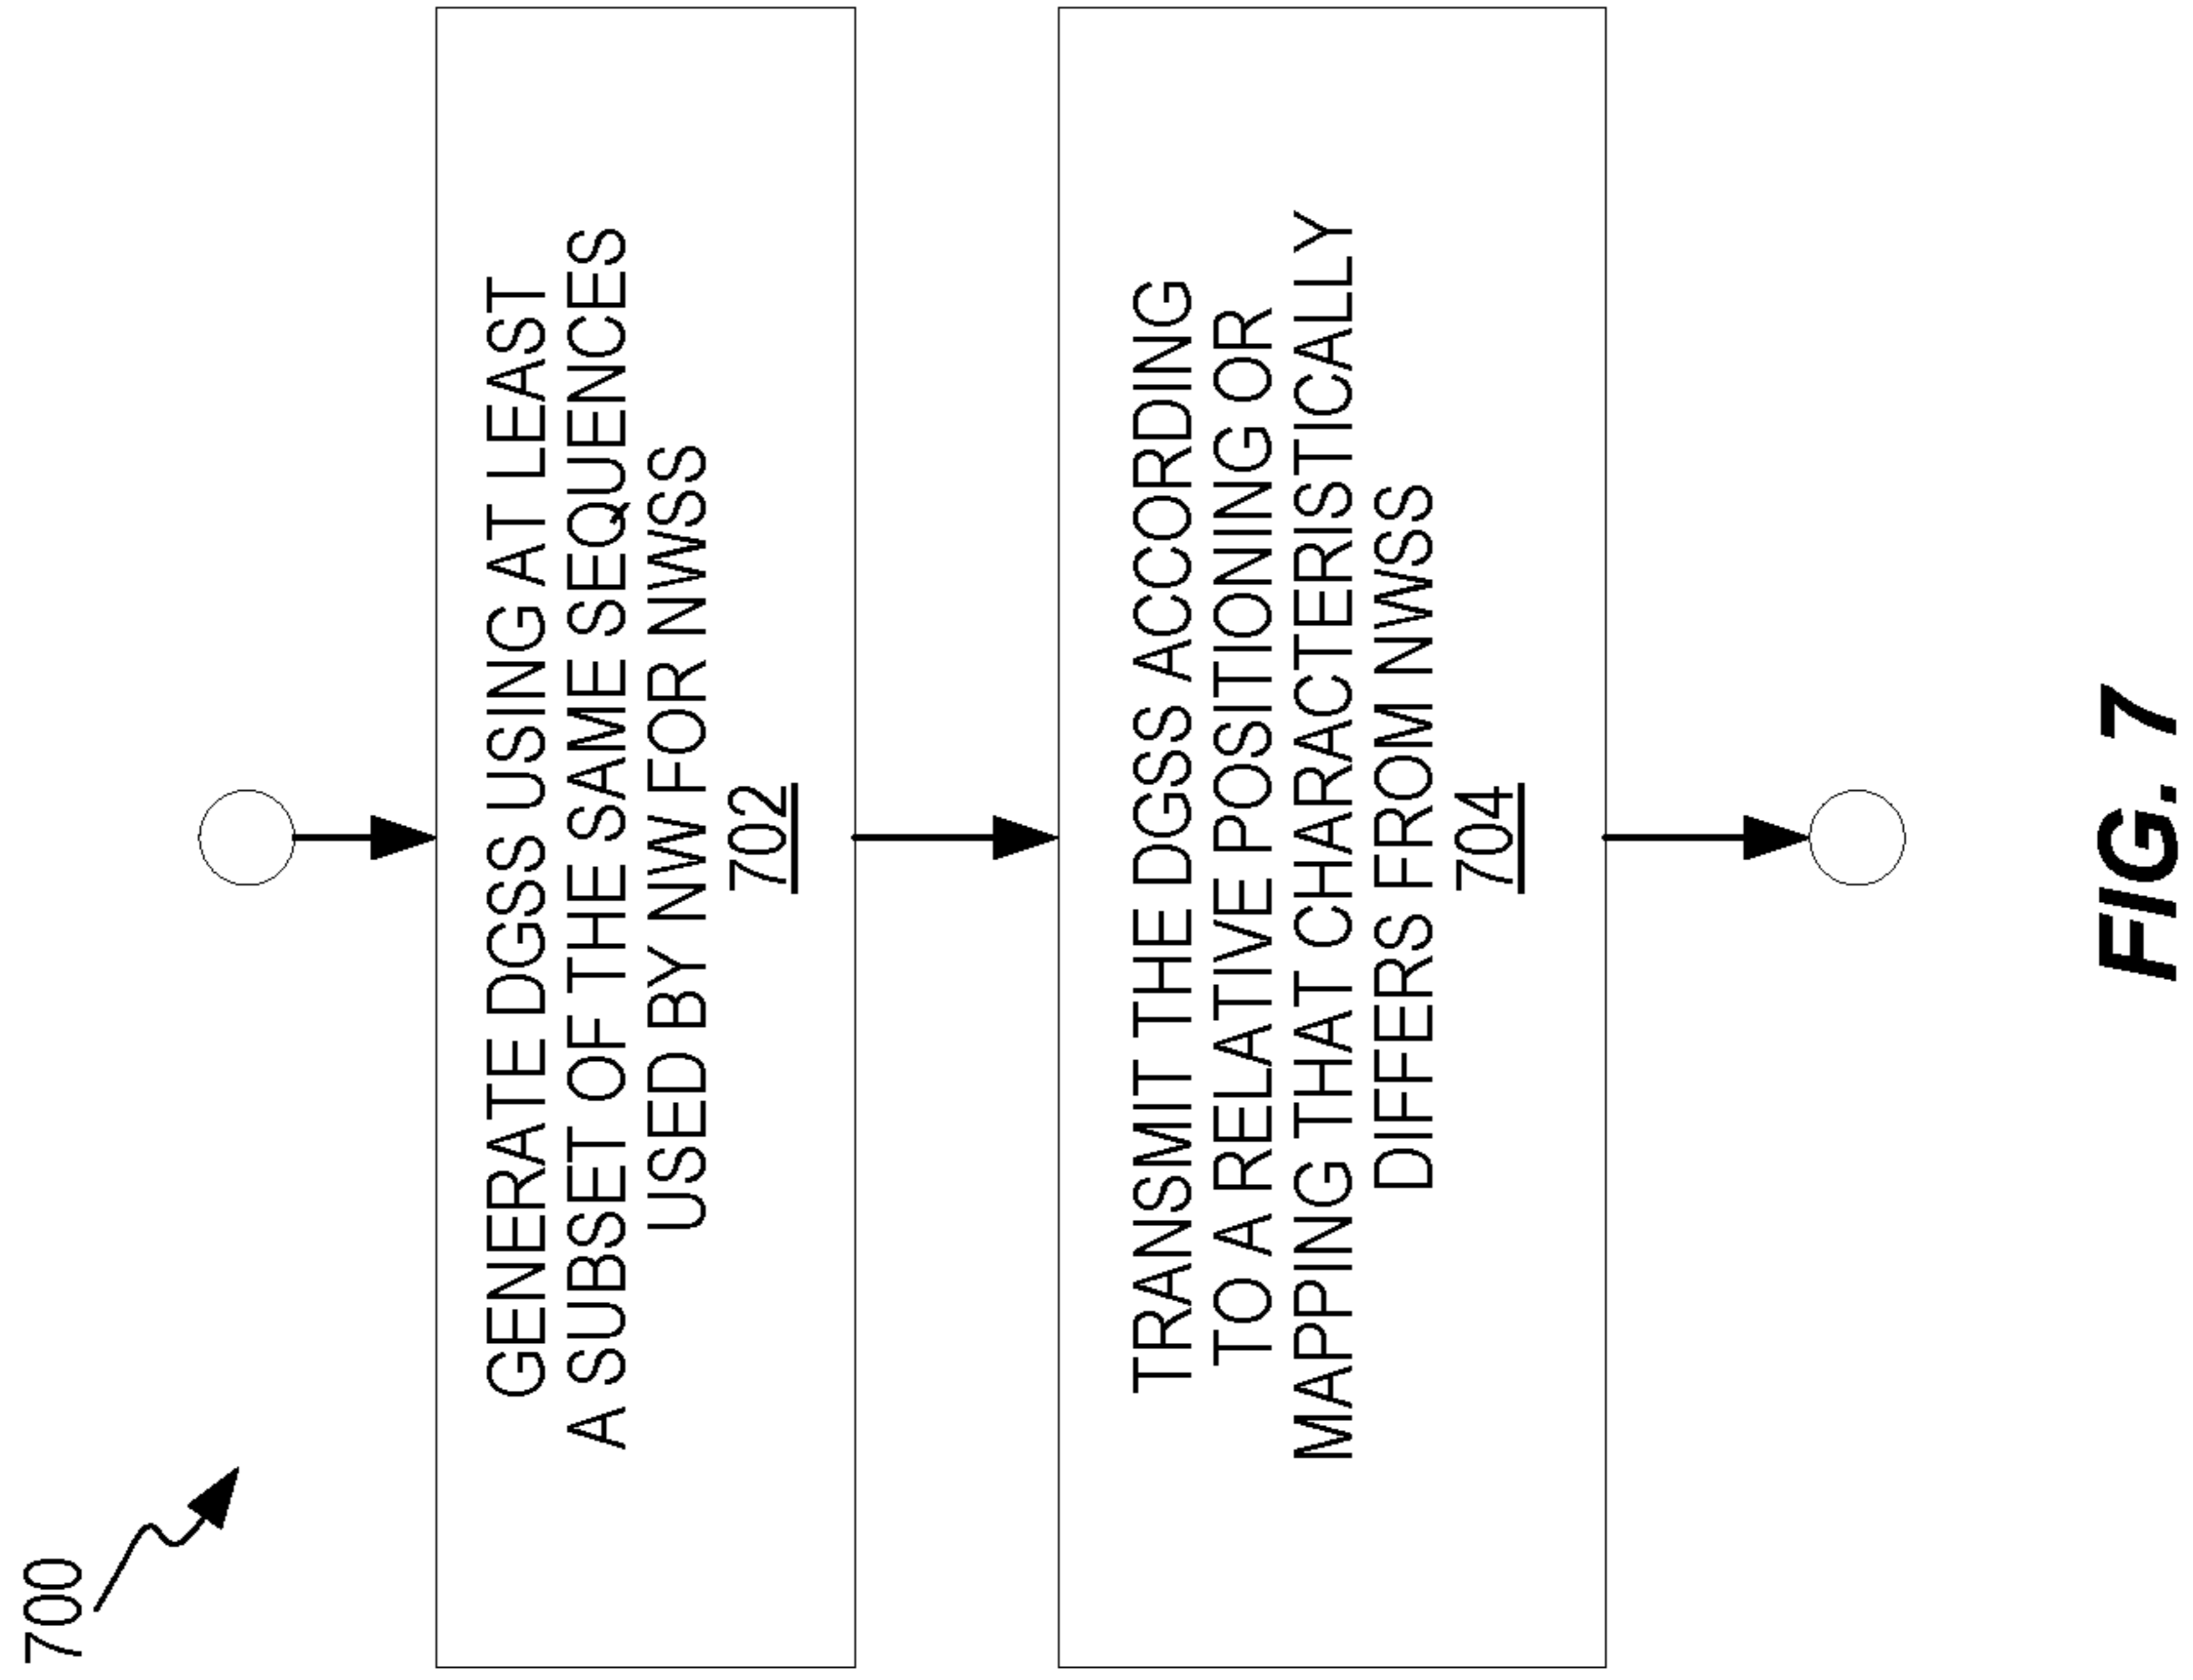 700
GENERATE DGSS USING AT LEAST
A SUBSET OF THE SAME SEQUENCES
USED BY NW FOR NWSS
702
TRANSMIT THE DGSS ACCORDING
TO A RELATIVE POSITIONING OR
MAPPING THAT CHARACTERISTICALLY
DIFFERS FROM NWSS
704
FIG. 7